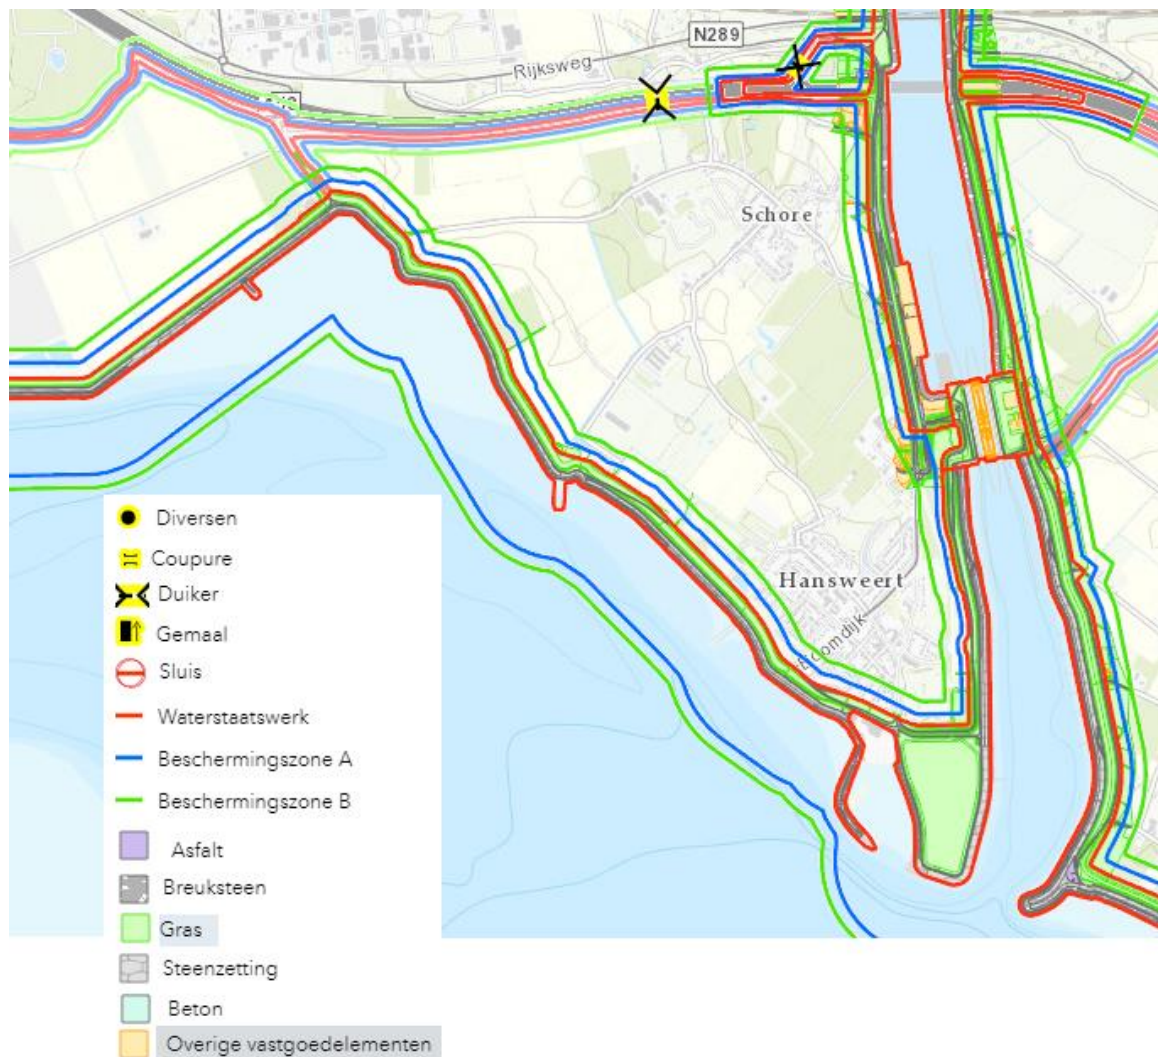 N289
Rijksweg
Schore
Hansweert
Boomdijk
Diversen
Coupure
Duiker
Gemaal
Sluis
Waterstaatswerk
Beschermingszone A
Beschermingszone B
Asfalt
Breuksteen
Gras
Steenzetting
Beton
Overige vastgoedelementen